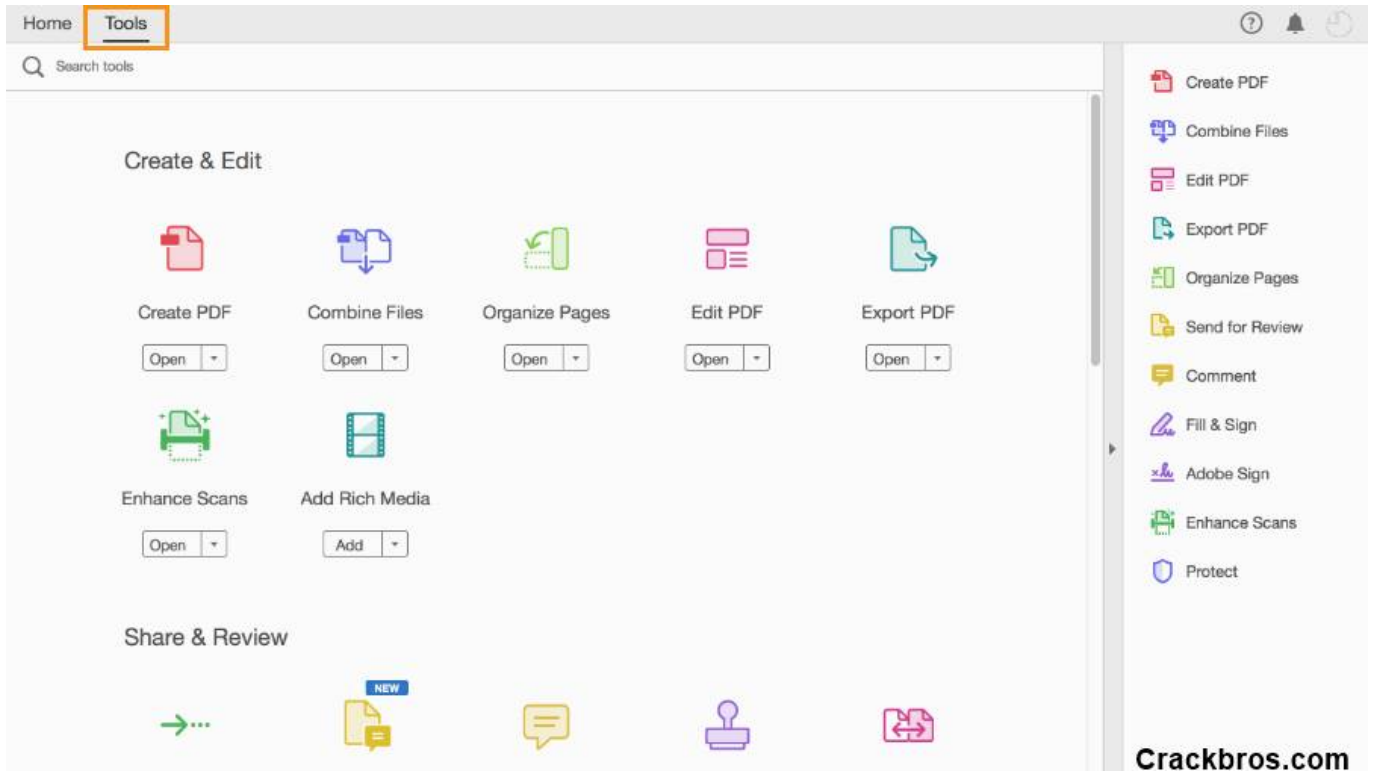 Home Tools
Search tools
Create & Edit
Create PDF Combine Files Organize Pages Edit PDF Export PDF
Open Open Open Open Open
Enhance Scans Add Rich Media
Open Add
Share & Review
NEW
Create PDF
Combine Files
Edit PDF
Export PDF
Organize Pages
Send for Review
Comment
Fill & Sign
Adobe Sign
Enhance Scans
Protect
Crackbros.com